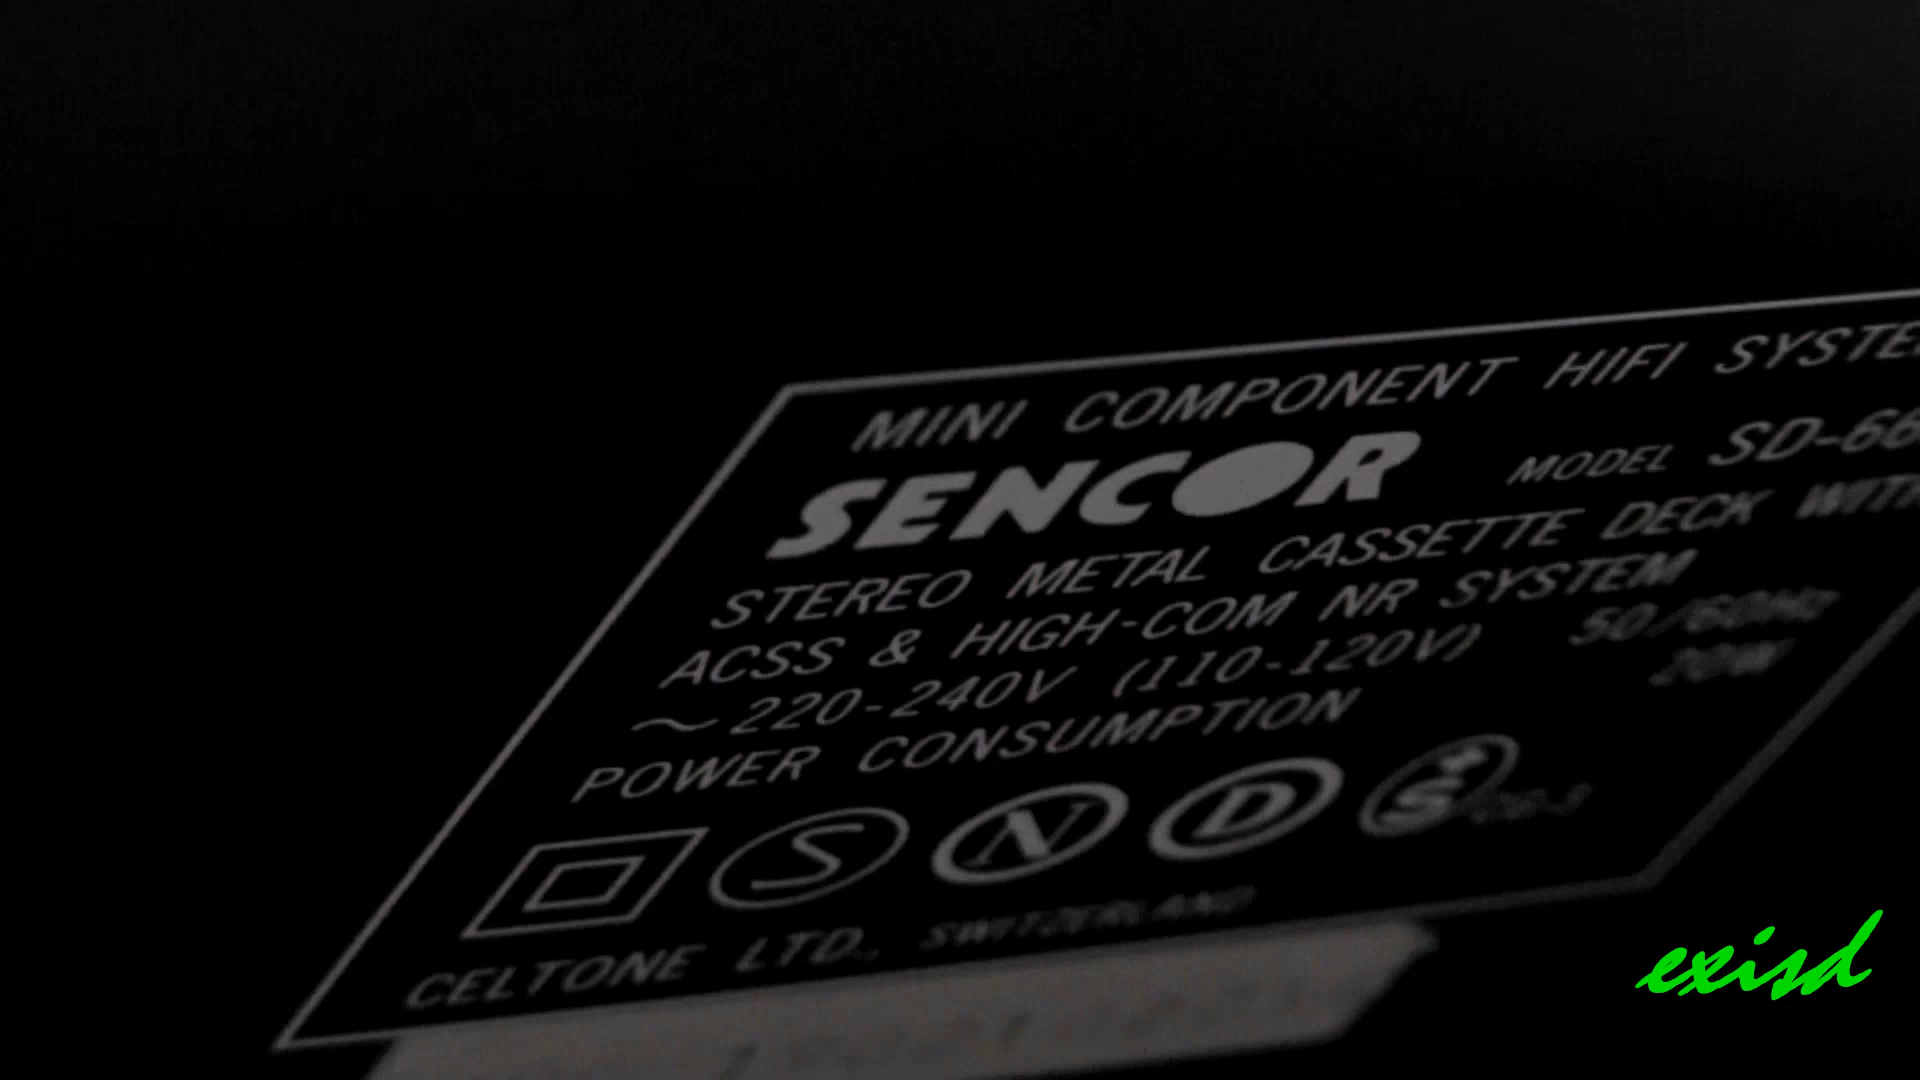 MINI COMPONENT HIFI SYSTE
SENCOR MODEL SD-66
STEREO METAL CASSETTE DECK WITH
ACSS & HIGH-COM NR SYSTEM
~220-240V (110-120V) 50/60Hz
POWER CONSUMPTION 20W
S N D S
CELTONE LTD., SWITZERLAND
exisd